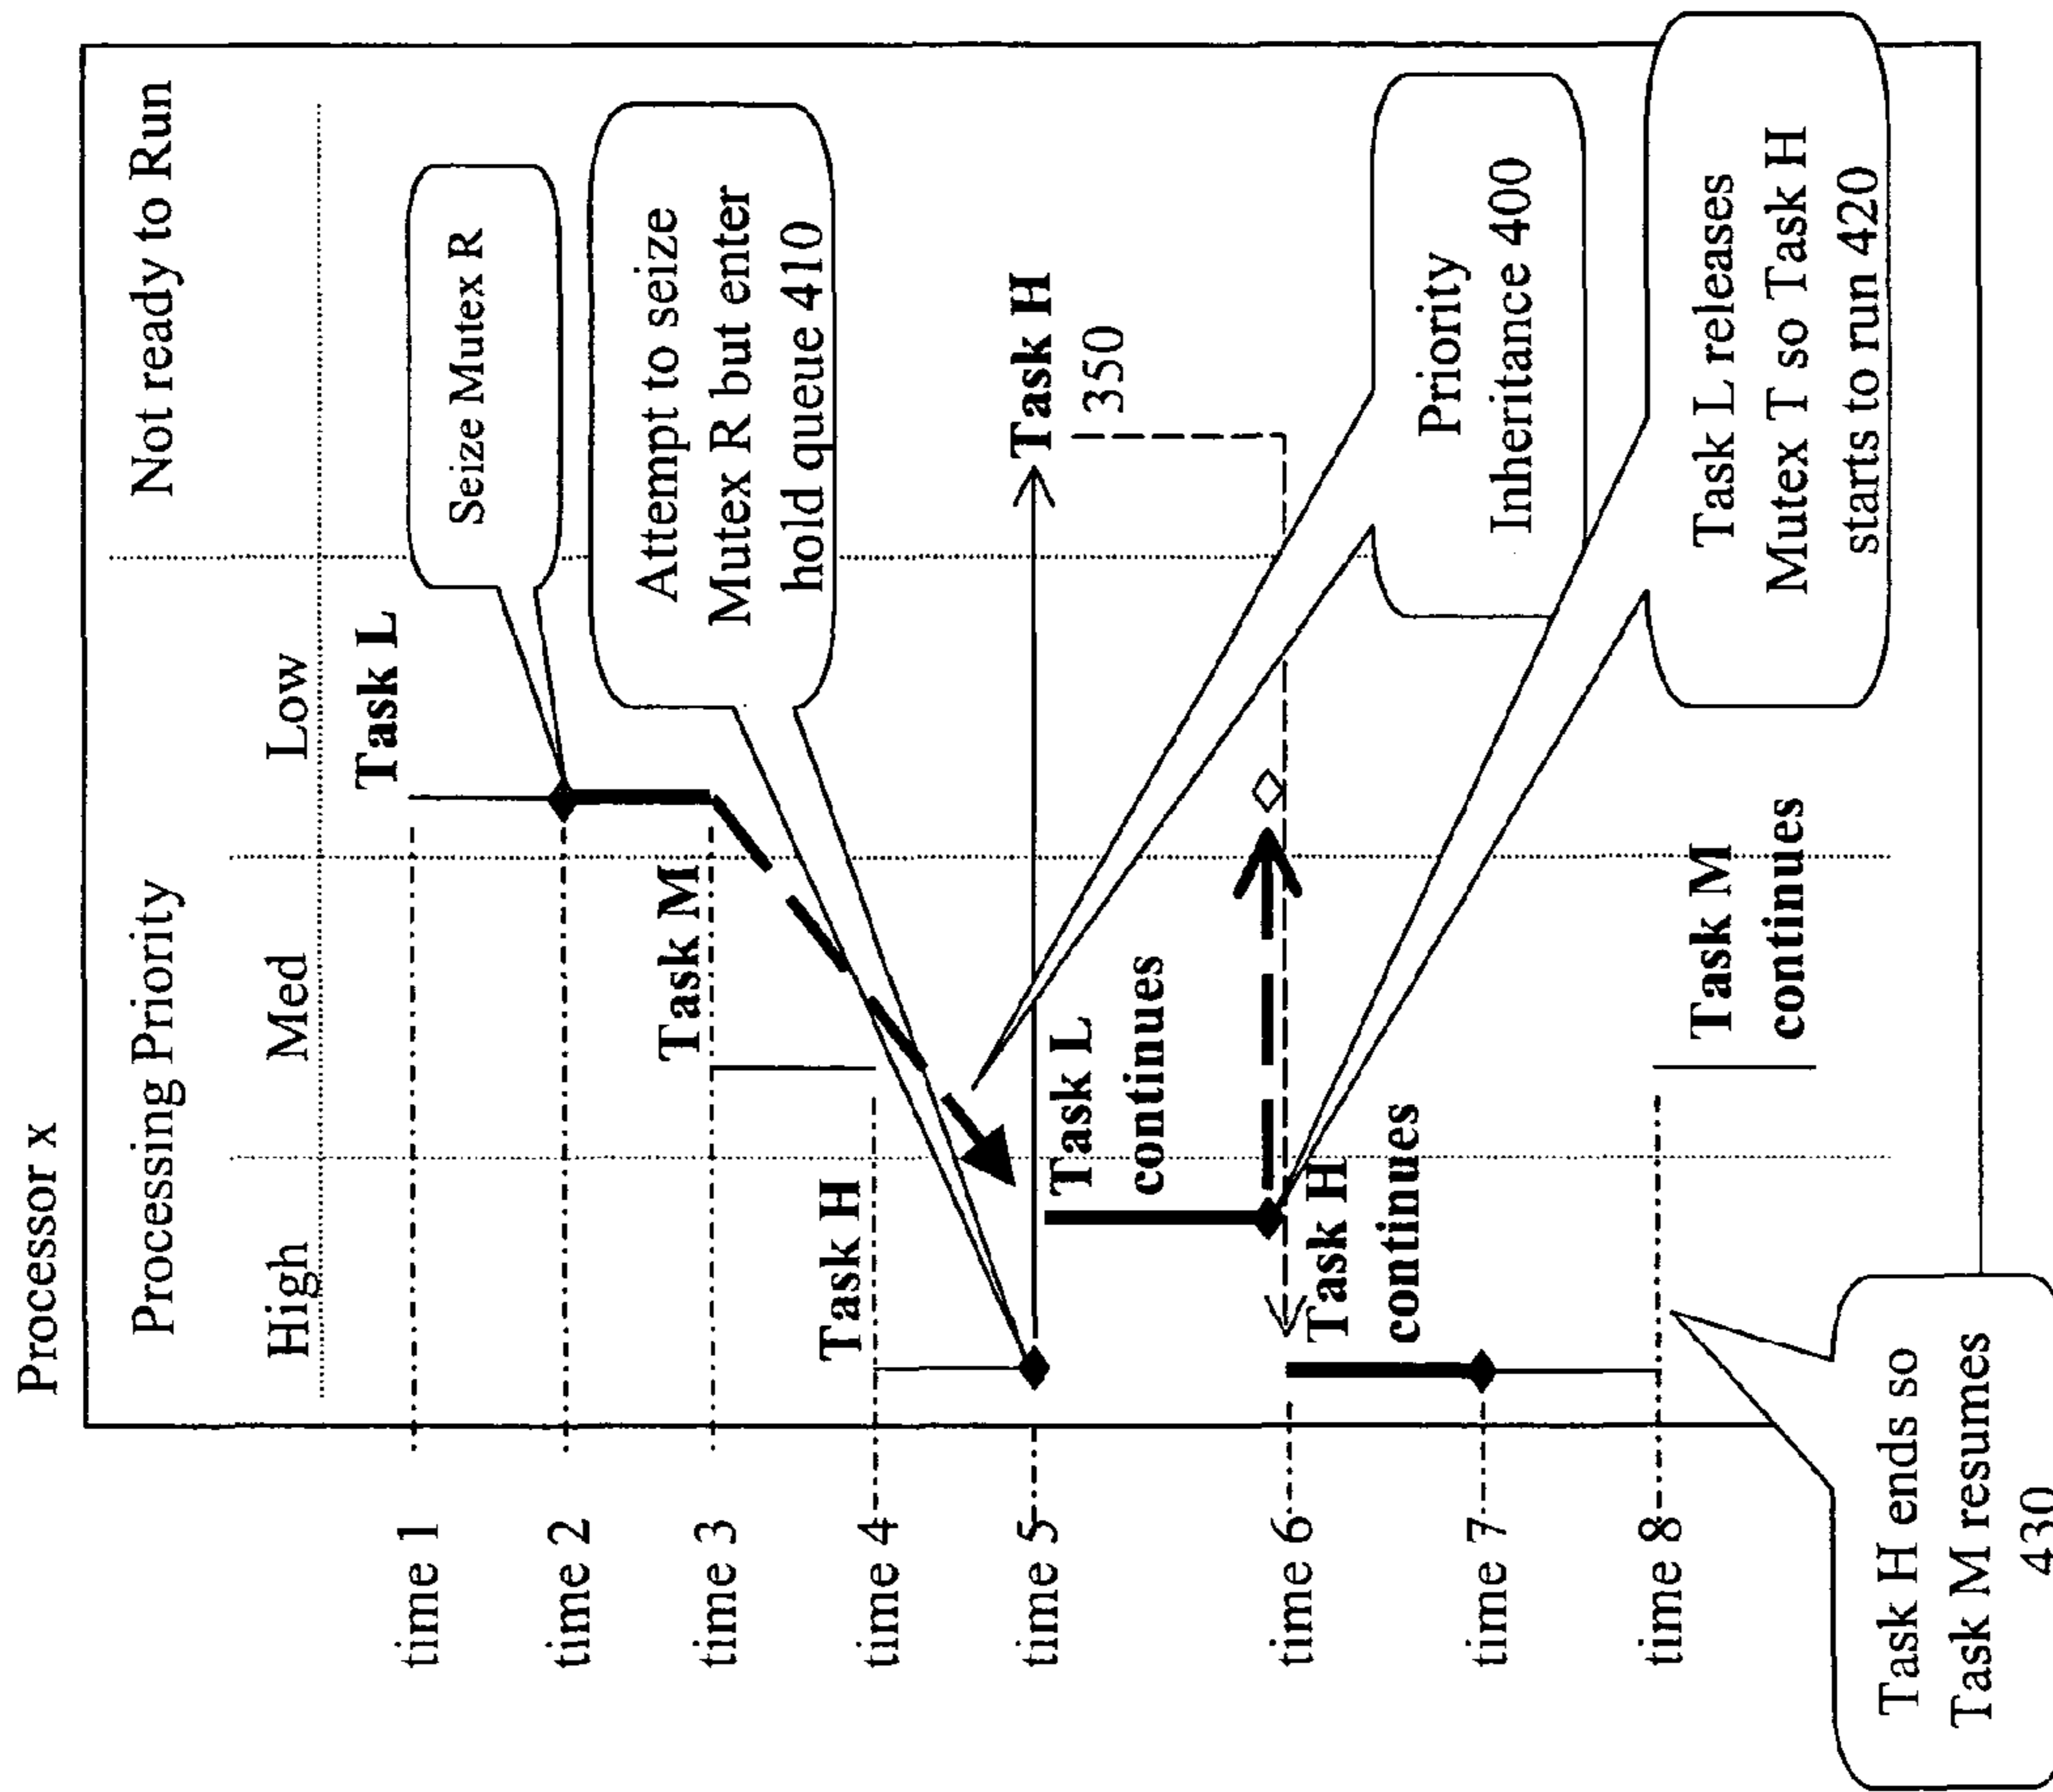 Processor x
Processing Priority
Not ready to Run
High
Med
Low
time 1
Task L
time 2
Seize Mutex R
time 3
Task M
Attempt to seize
Mutex R but enter
hold queue 410
time 4
Task H
time 5
Task H
350
Task L
continues
Priority
Inheritance 400
time 6
Task H
continues
time 7
Task L releases
Mutex T so Task H
starts to run 420
time 8
Task M
continues
Task H ends so
Task M resumes
430